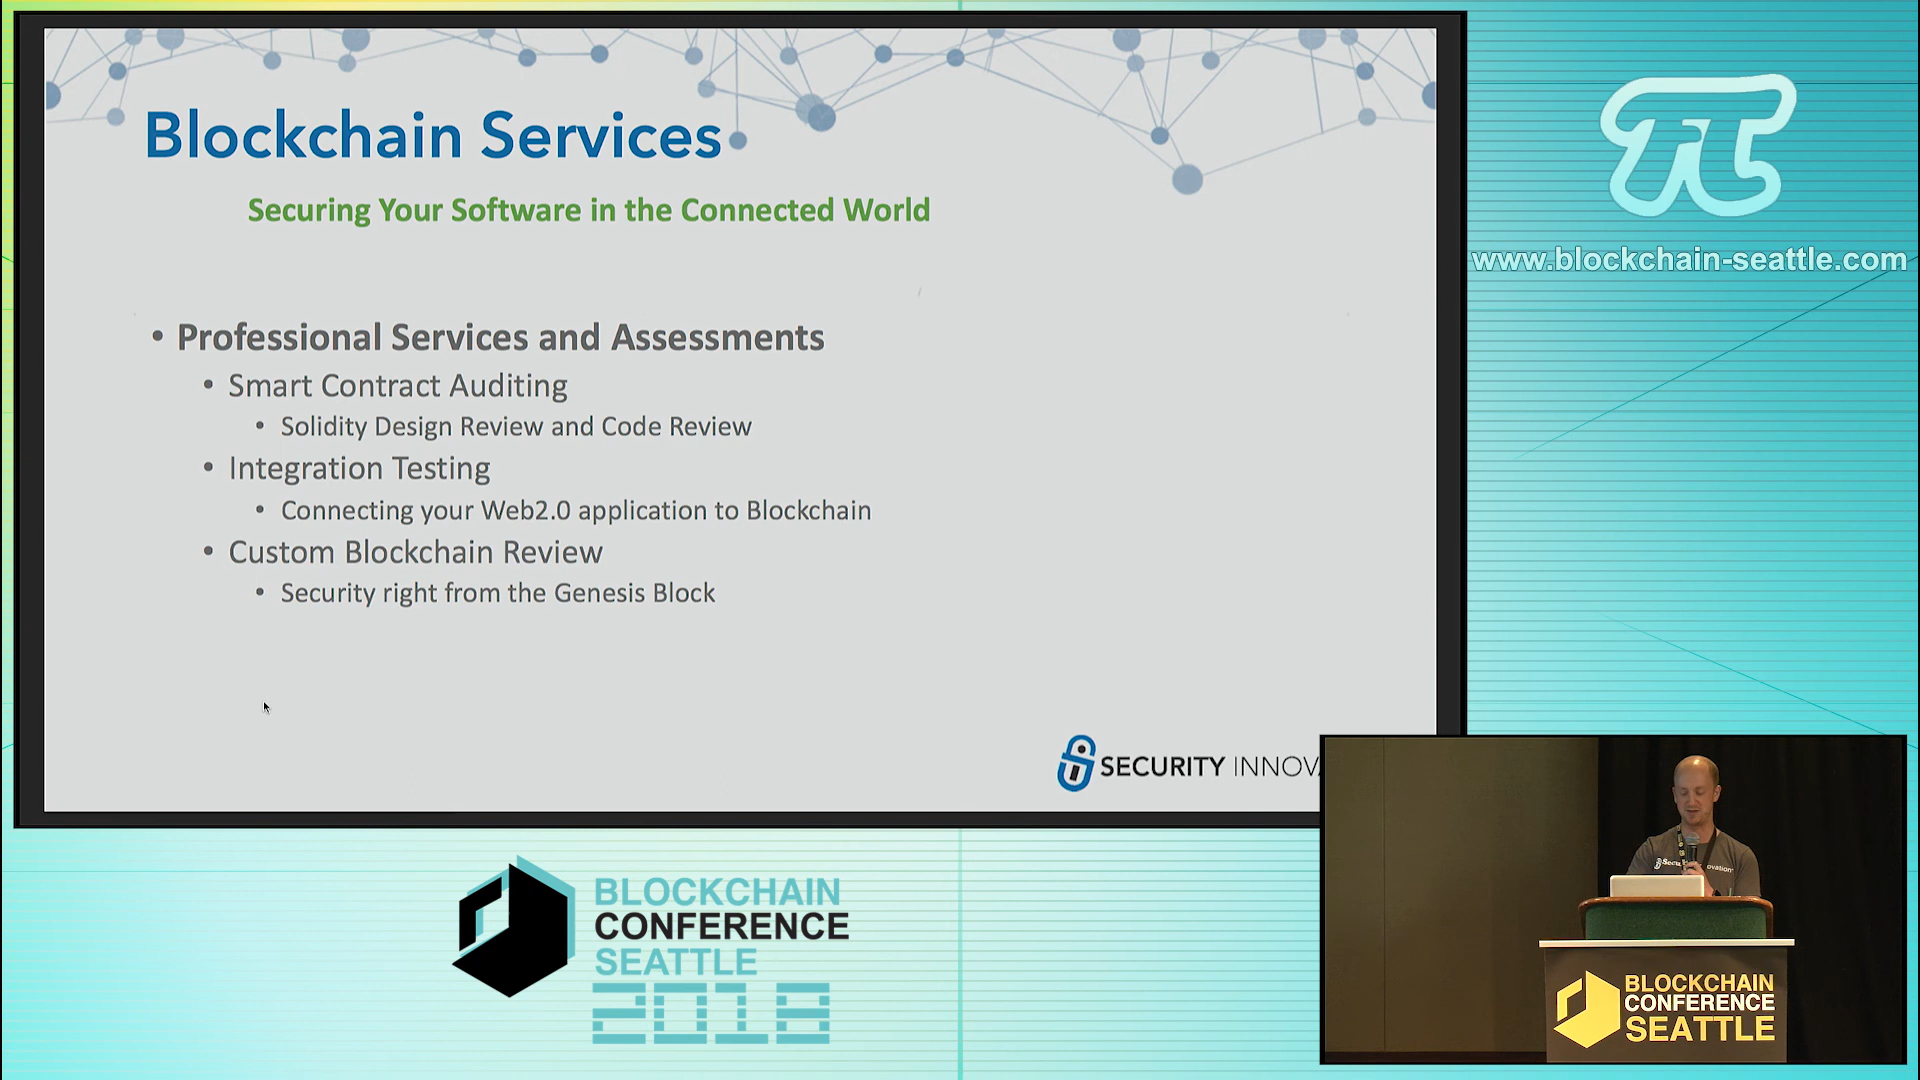 Blockchain Services
Securing Your Software in the Connected World
• Professional Services and Assessments
• Smart Contract Auditing
• Solidity Design Review and Code Review
• Integration Testing
• Connecting your Web2.0 application to Blockchain
• Custom Blockchain Review
• Security right from the Genesis Block
SECURITY INNOV
www.blockchain-seattle.com
BLOCKCHAIN
CONFERENCE
SEATTLE
2018
ovation
BLOCKCHAIN
CONFERENCE
SEATTLE